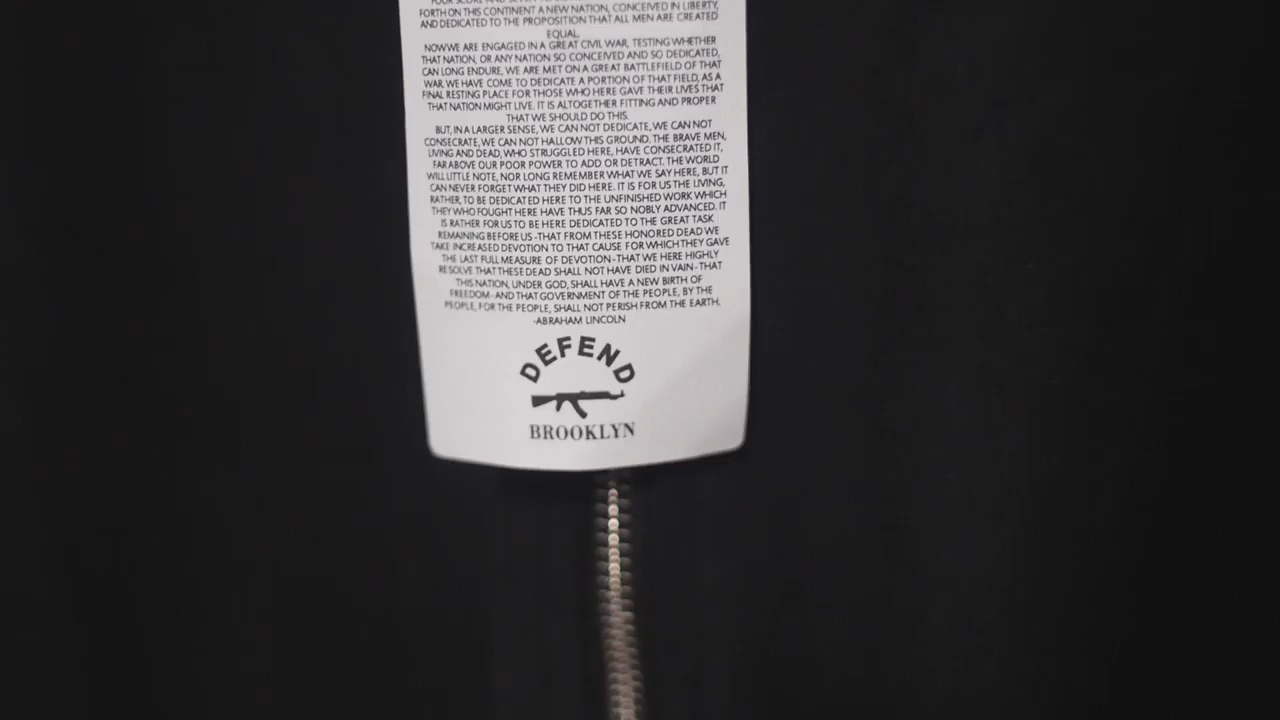 FORTH ON THIS CONTINENT A NEW NATION, CONCEIVED IN LIBERTY,
AND DEDICATED TO THE PROPOSITION THAT ALL MEN ARE CREATED
EQUAL.
NOW WE ARE ENGAGED IN A GREAT CIVIL WAR, TESTING WHETHER
THAT NATION, OR ANY NATION SO CONCEIVED AND SO DEDICATED,
CAN LONG ENDURE, WE ARE MET ON A GREAT BATTLEFIELD OF THAT
WAR. WE HAVE COME TO DEDICATE A PORTION OF THAT FIELD, AS A
FINAL RESTING PLACE FOR THOSE WHO HERE GAVE THEIR LIVES THAT
THAT NATION MIGHT LIVE. IT IS ALTOGETHER FITTING AND PROPER
THAT WE SHOULD DO THIS.
BUT, IN A LARGER SENSE, WE CAN NOT DEDICATE, WE CAN NOT
CONSECRATE, WE CAN NOT HALLOW THIS GROUND. THE BRAVE MEN,
LIVING AND DEAD, WHO STRUGGLED HERE, HAVE CONSECRATED IT,
FAR ABOVE OUR POOR POWER TO ADD OR DETRACT. THE WORLD
WILL LITTLE NOTE, NOR LONG REMEMBER WHAT WE SAY HERE, BUT IT
CAN NEVER FORGET WHAT THEY DID HERE. IT IS FOR US THE LIVING,
RATHER, TO BE DEDICATED HERE TO THE UNFINISHED WORK WHICH
THEY WHO FOUGHT HERE HAVE THUS FAR SO NOBLY ADVANCED. IT
IS RATHER FOR US TO BE HERE DEDICATED TO THE GREAT TASK
REMAINING BEFORE US -THAT FROM THESE HONORED DEAD WE
TAKE INCREASED DEVOTION TO THAT CAUSE FOR WHICH THEY GAVE
THE LAST FULL MEASURE OF DEVOTION - THAT WE HERE HIGHLY
RESOLVE THAT THESE DEAD SHALL NOT HAVE DIED IN VAIN - THAT
THIS NATION, UNDER GOD, SHALL HAVE A NEW BIRTH OF
FREEDOM - AND THAT GOVERNMENT OF THE PEOPLE, BY THE
PEOPLE, FOR THE PEOPLE, SHALL NOT PERISH FROM THE EARTH.
-ABRAHAM LINCOLN
DEFEND
BROOKLYN